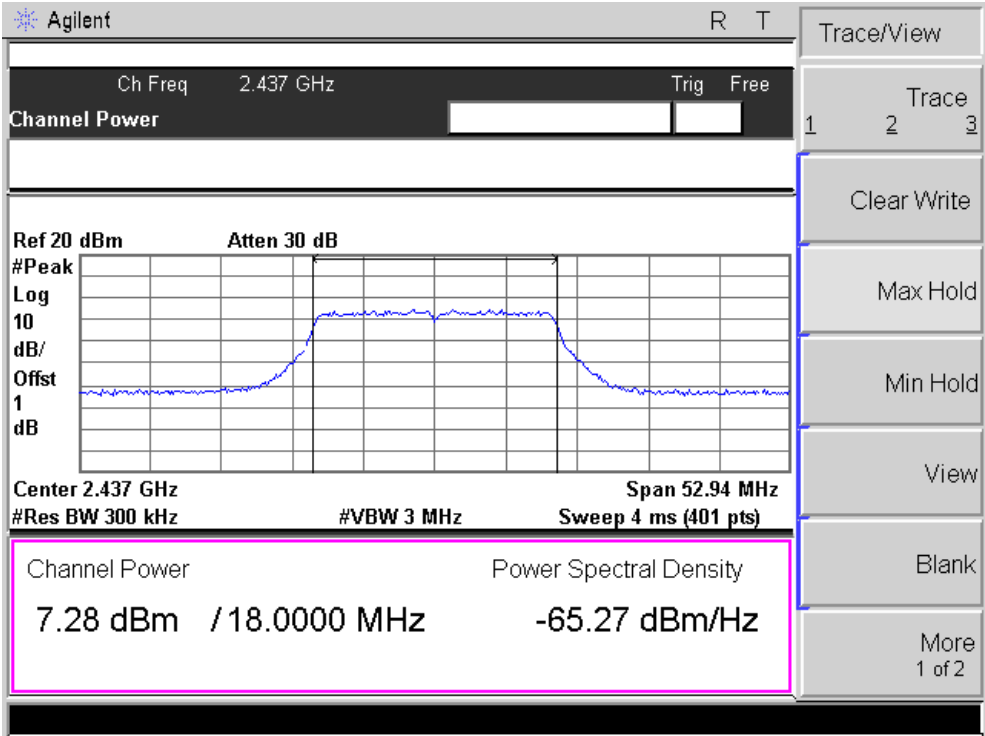 Agilent R T
Trace/View
Ch Freq 2.437 GHz Trig Free
Channel Power
Trace
1 2 3
Clear Write
Ref 20 dBm Atten 30 dB
#Peak
Log
10
dB/
Offst
1
dB
Max Hold
Min Hold
View
Center 2.437 GHz Span 52.94 MHz
#Res BW 300 kHz #VBW 3 MHz Sweep 4 ms (401 pts)
Channel Power Power Spectral Density
7.28 dBm / 18.0000 MHz -65.27 dBm/Hz
Blank
More
1 of 2